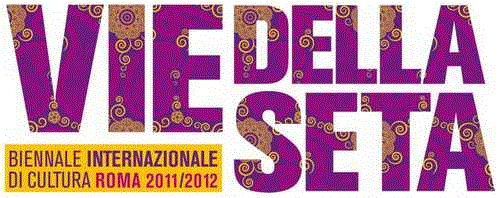 VIE DELLA
SETA
BIENNALE INTERNAZIONALE
DI CULTURA ROMA 2011/2012